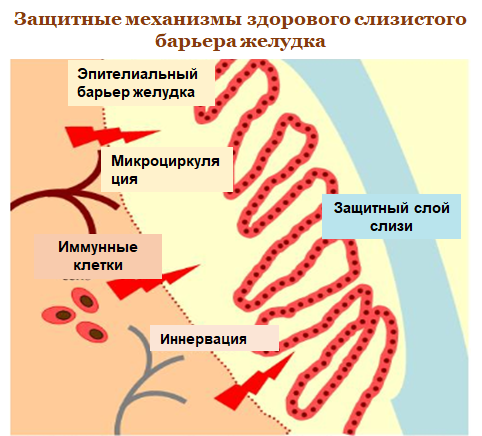 Защитные механизмы здорового слизистого
барьера желудка
Эпителиальный
барьер желудка
Микроциркуля
ция
Защитный слой
слизи
Иммунные
клетки
Иннервация